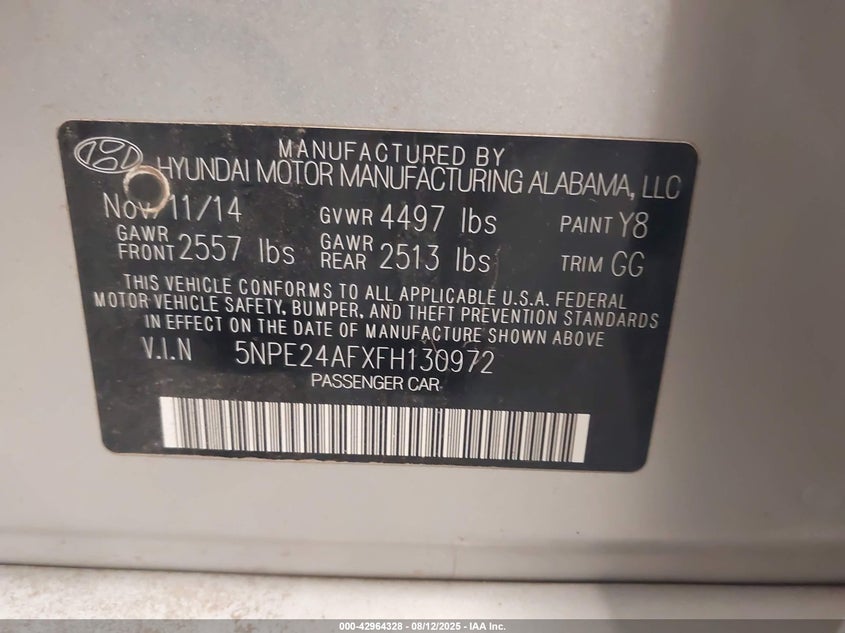 MANUFACTURED BY
HYUNDAI MOTOR MANUFACTURING ALABAMA, LLC
Nov/11/14 GVWR 4497 lbs PAINT Y8
GAWR FRONT 2557 lbs GAWR REAR 2513 lbs TRIM GG
THIS VEHICLE CONFORMS TO ALL APPLICABLE U.S.A. FEDERAL
MOTOR VEHICLE SAFETY, BUMPER, AND THEFT PREVENTION STANDARDS
IN EFFECT ON THE DATE OF MANUFACTURE SHOWN ABOVE
V.I.N 5NPE24AFXFH130972
PASSENGER CAR
000-42964328 - 08/12/2025 - IAA Inc.